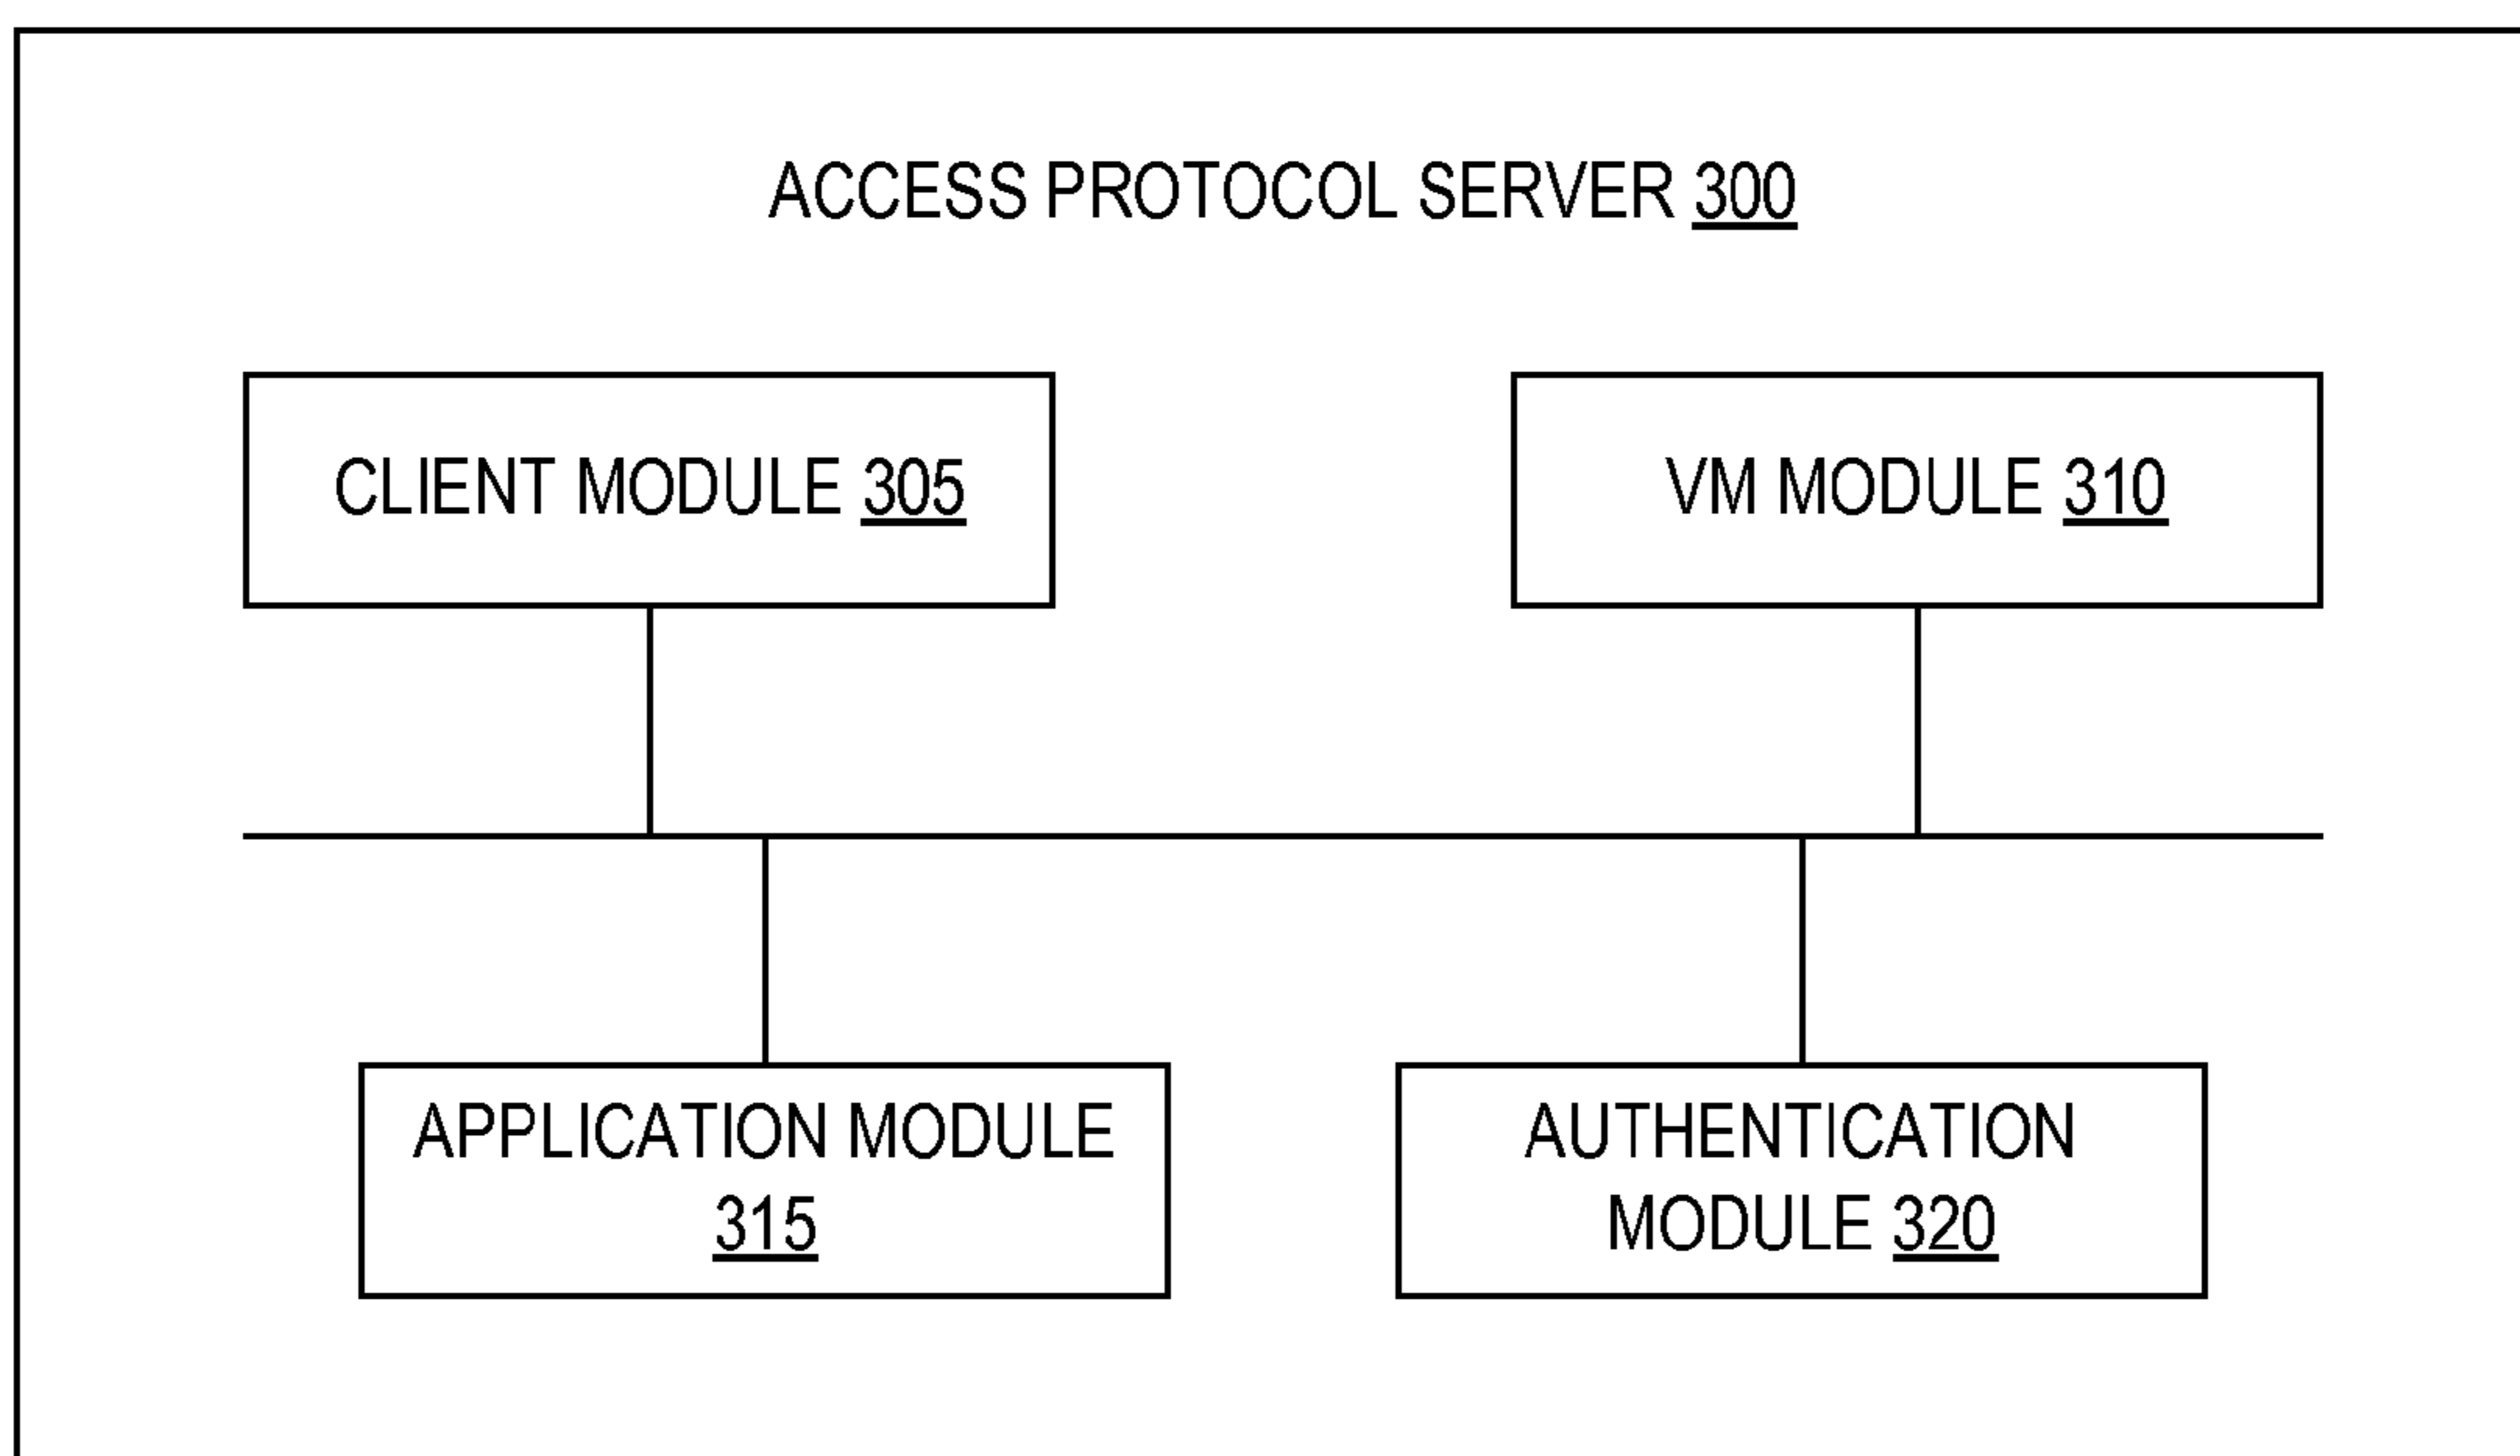 ACCESS PROTOCOL SERVER 300
CLIENT MODULE 305
VM MODULE 310
APPLICATION MODULE
315
AUTHENTICATION
MODULE 320